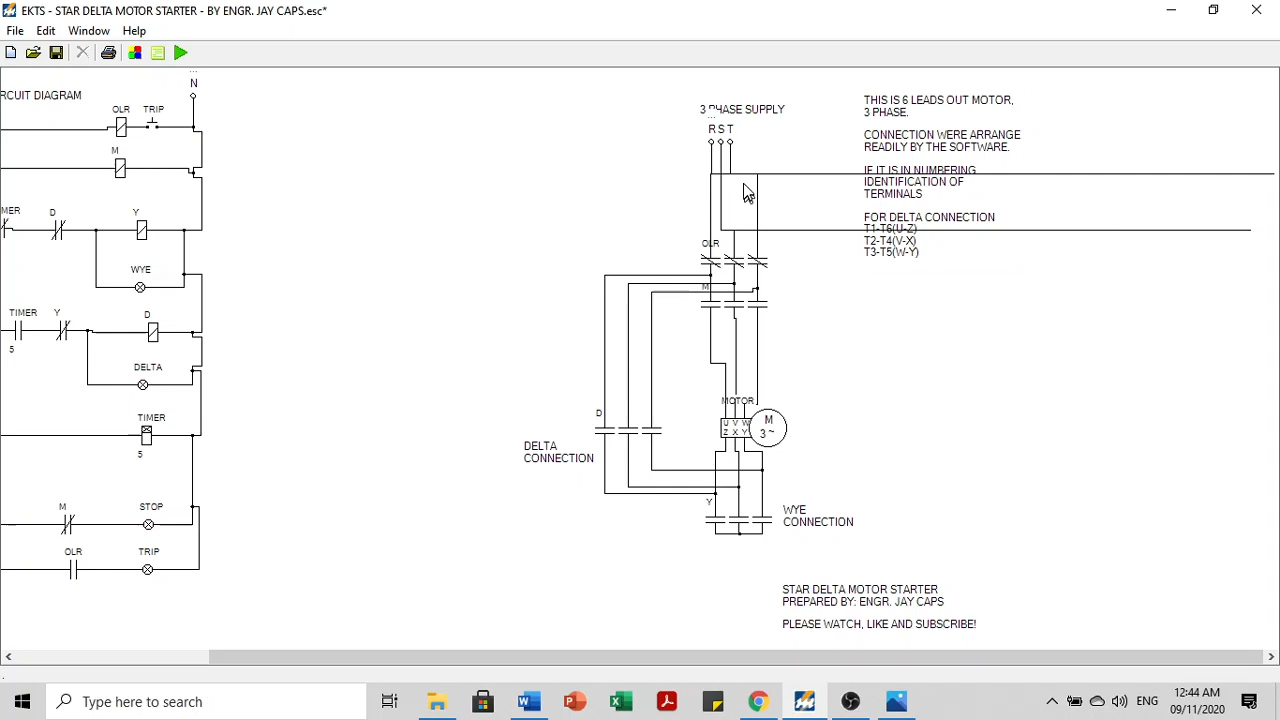 EKTS - STAR DELTA MOTOR STARTER - BY ENGR. JAY CAPS.esc*
File Edit Window Help
N
RCUIT DIAGRAM
OLR TRIP
M
MER D Y
WYE
TIMER Y D
5
DELTA
TIMER
5
M STOP
OLR TRIP
3 PHASE SUPPLY
R S T
OLR
M
MOTOR
U V W
Z X Y
M
3 ~
D
DELTA
CONNECTION
Y
WYE
CONNECTION
THIS IS 6 LEADS OUT MOTOR,
3 PHASE.
CONNECTION WERE ARRANGE
READILY BY THE SOFTWARE.
IF IT IS IN NUMBERING
IDENTIFICATION OF
TERMINALS
FOR DELTA CONNECTION
T1-T6(U-Z)
T2-T4(V-X)
T3-T5(W-Y)
STAR DELTA MOTOR STARTER
PREPARED BY: ENGR. JAY CAPS
PLEASE WATCH, LIKE AND SUBSCRIBE!
Type here to search
ENG
12:44 AM
09/11/2020